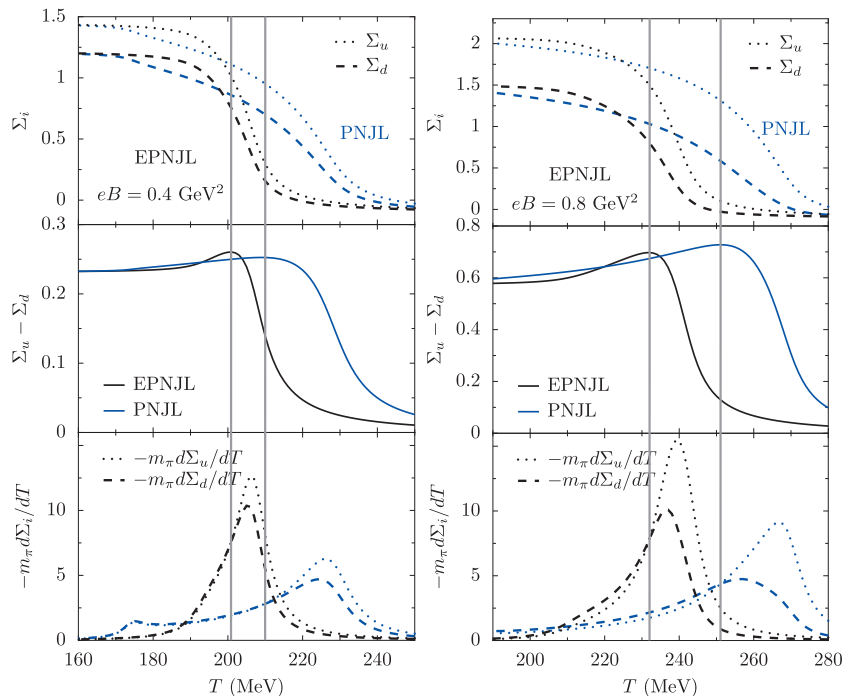 1.5
Σ_u
Σ_d
1
Σ_i
PNJL
0.5
EPNJL
eB = 0.4 GeV²
0
0.3
0.2
Σ_u − Σ_d
0.1
EPNJL
PNJL
0
−m_π dΣ_u/dT
−m_π dΣ_d/dT
10
−m_π dΣ_i/dT
5
0
160 180 200 220 240
T (MeV)
2
Σ_u
Σ_d
1.5
Σ_i
PNJL
1
0.5
EPNJL
eB = 0.8 GeV²
0
0.8
0.6
Σ_u − Σ_d
0.4
0.2
EPNJL
PNJL
0
15
−m_π dΣ_u/dT
−m_π dΣ_d/dT
10
−m_π dΣ_i/dT
5
0
200 220 240 260 280
T (MeV)